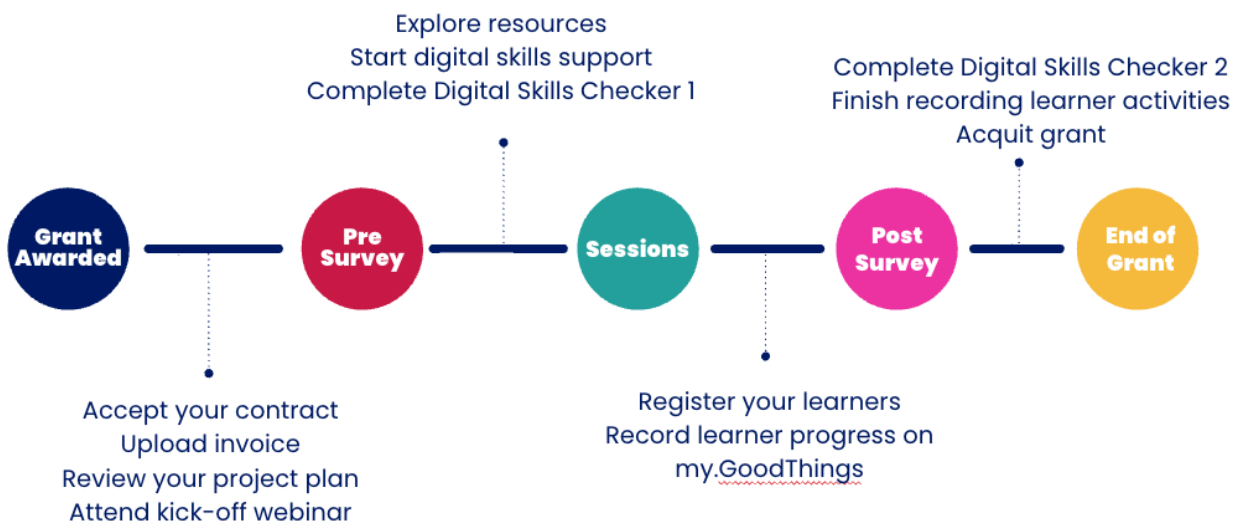 Explore resources
Start digital skills support
Complete Digital Skills Checker 1
Complete Digital Skills Checker 2
Finish recording learner activities
Acquit grant
Grant
Awarded
Pre
Survey
Sessions
Post
Survey
End of
Grant
Accept your contract
Upload invoice
Review your project plan
Attend kick-off webinar
Register your learners
Record learner progress on
my.GoodThings